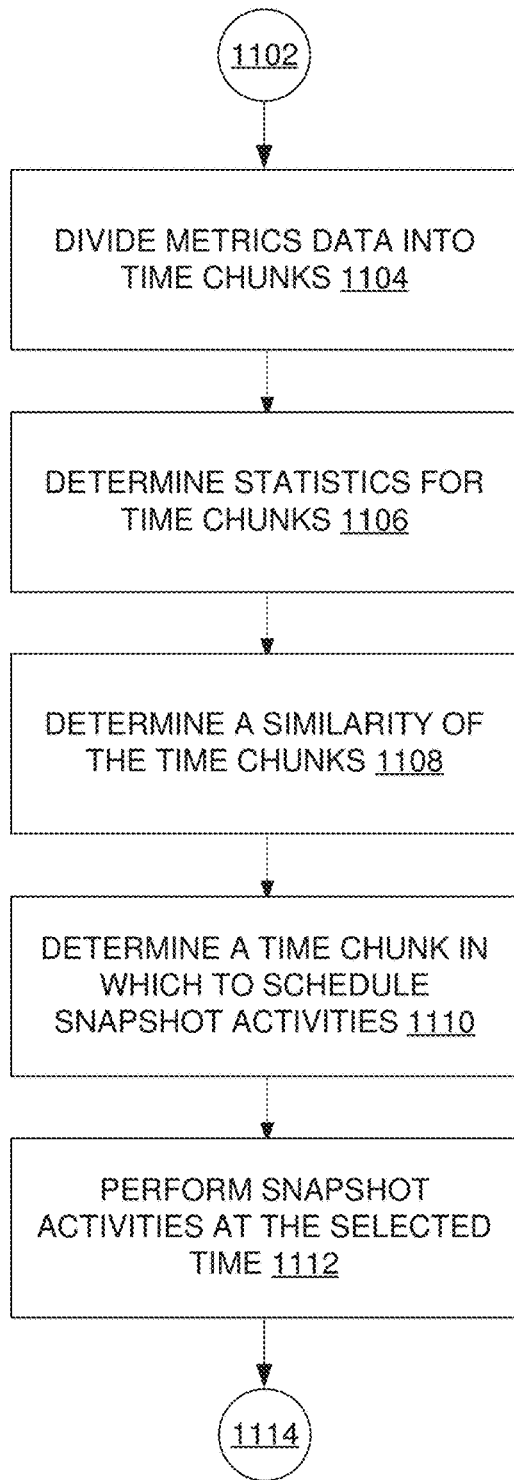 1102
DIVIDE METRICS DATA INTO
TIME CHUNKS 1104
DETERMINE STATISTICS FOR
TIME CHUNKS 1106
DETERMINE A SIMILARITY OF
THE TIME CHUNKS 1108
DETERMINE A TIME CHUNK IN
WHICH TO SCHEDULE
SNAPSHOT ACTIVITIES 1110
PERFORM SNAPSHOT
ACTIVITIES AT THE SELECTED
TIME 1112
1114